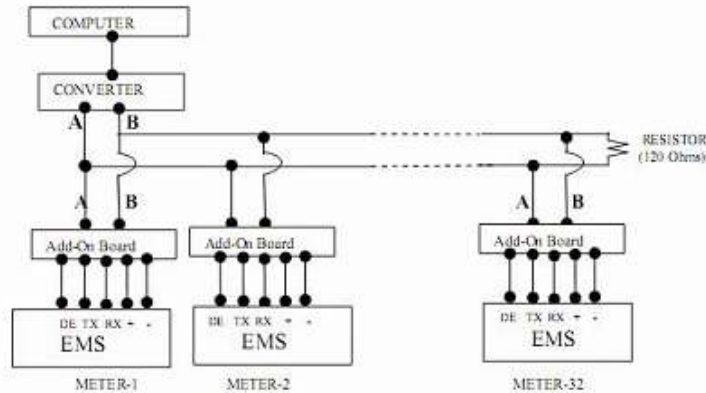 COMPUTER
CONVERTER
A B
RESISTOR
(120 Ohms)
A B
A B
Add-On Board
Add-On Board
Add-On Board
DE TX RX + -
DE TX RX + -
DE TX RX + -
EMS
EMS
EMS
METER-1
METER-2
METER-32